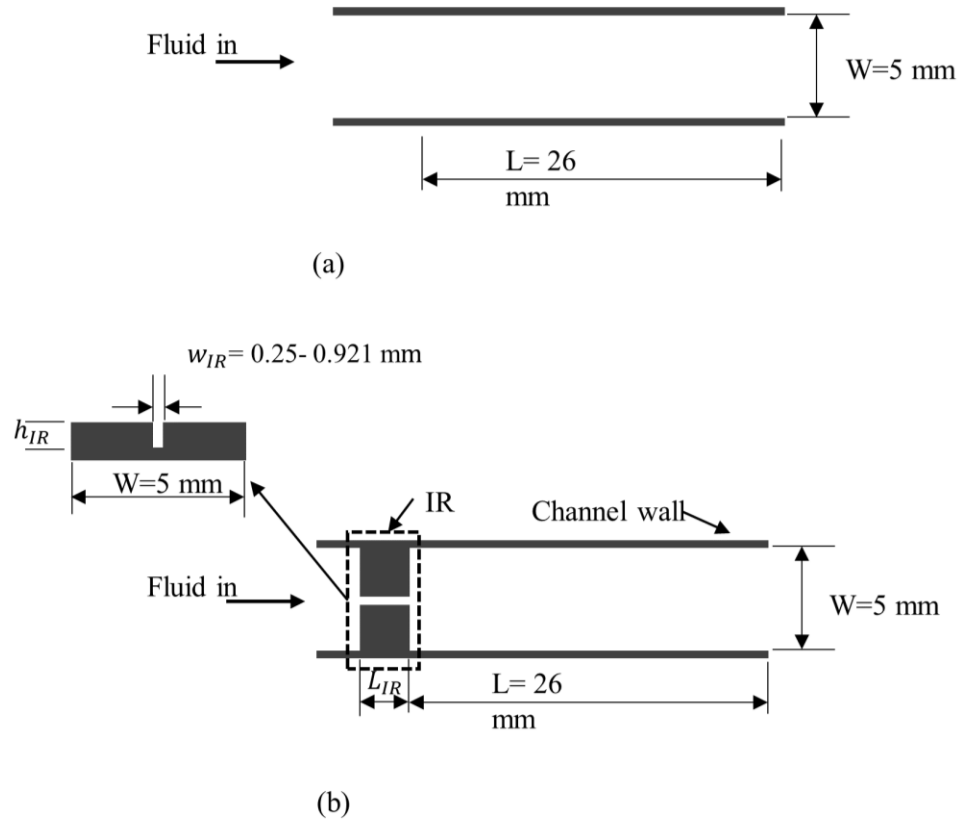 Fluid in
W=5 mm
L= 26
mm
(a)
w_IR= 0.25- 0.921 mm
h_IR
W=5 mm
IR
Channel wall
Fluid in
W=5 mm
L_IR
L= 26
mm
(b)